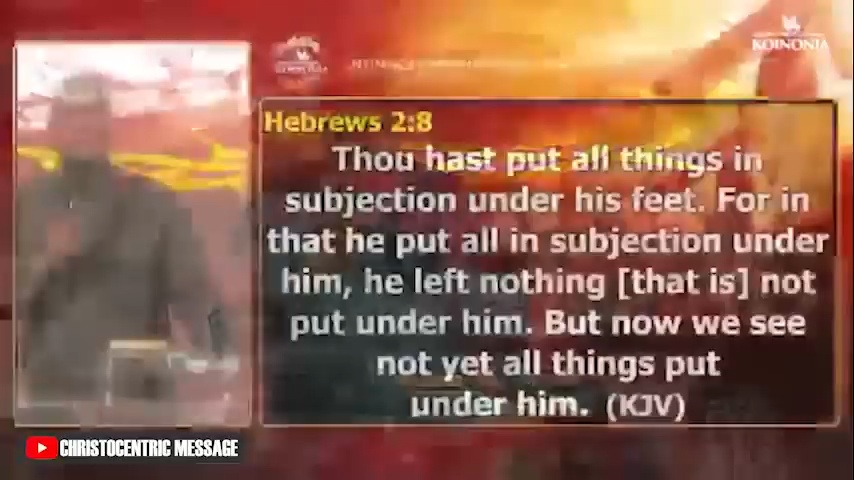 KOINONIA
Hebrews 2:8
Thou hast put all things in
subjection under his feet. For in
that he put all in subjection under
him, he left nothing [that is] not
put under him. But now we see
not yet all things put
under him. (KJV)
CHRISTOCENTRIC MESSAGE